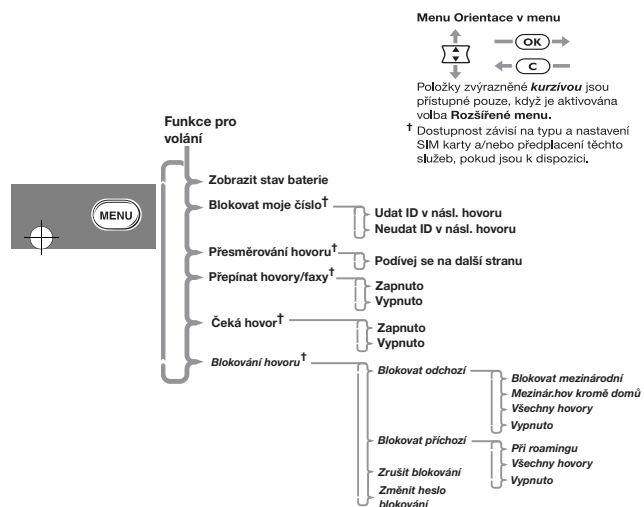 Menu Orientace v menu
OK
C
Položky zvýrazněné kurzívou jsou
přístupné pouze, když je aktivována
volba Rozšířené menu.
† Dostupnost závisí na typu a nastavení
SIM karty a/nebo předplacení těchto
služeb, pokud jsou k dispozici.
Funkce pro
volání
MENU
Zobrazit stav baterie
Blokovat moje číslo†
Udat ID v násl. hovoru
Neudat ID v násl. hovoru
Přesměrování hovoru†
Podívej se na další stranu
Přepínat hovory/faxy†
Zapnuto
Vypnuto
Čeká hovor†
Zapnuto
Vypnuto
Blokování hovoru†
Blokovat odchozí
Blokovat mezinárodní
Mezinár.hov kromě domů
Všechny hovory
Vypnuto
Blokovat příchozí
Při roamingu
Všechny hovory
Vypnuto
Zrušit blokování
Změnit heslo
blokování